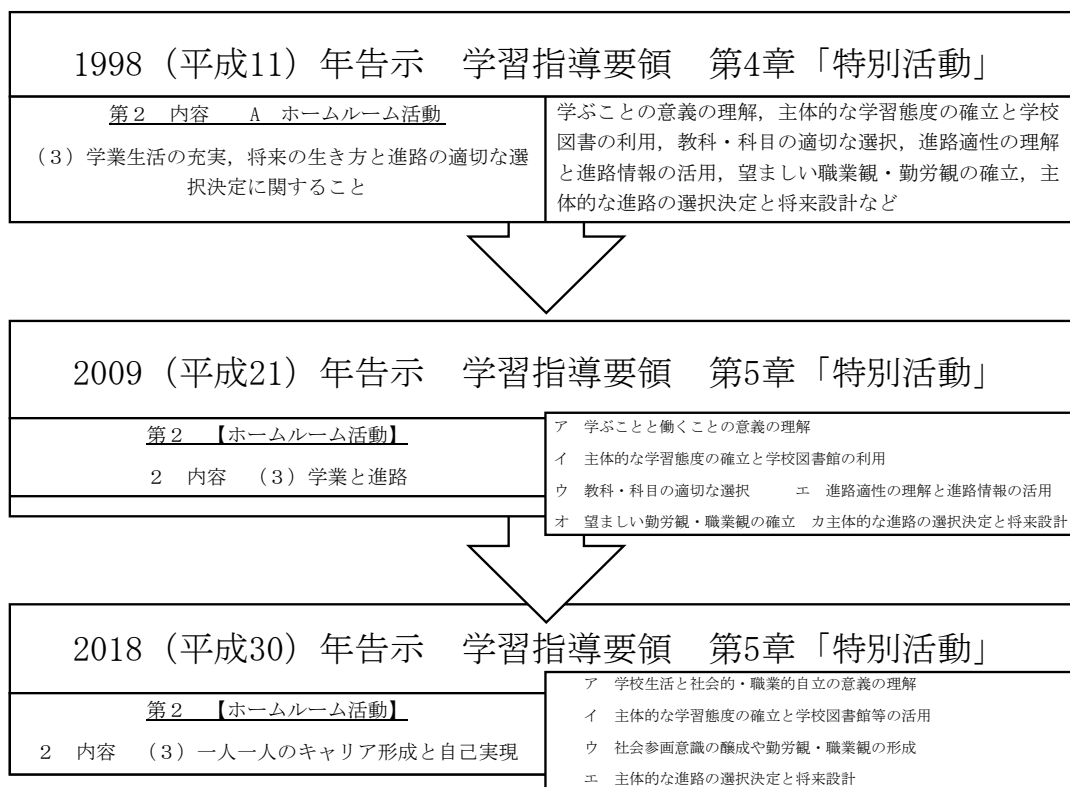 1998（平成11）年告示　学習指導要領　第4章「特別活動」
第２　内容　　A　ホームルーム活動
（３）学業生活の充実，将来の生き方と進路の適切な選
択決定に関すること
学ぶことの意義の理解，主体的な学習態度の確立と学校
図書の利用，教科・科目の適切な選択，進路適性の理解
と進路情報の活用，望ましい職業観・勤労観の確立，主
体的な進路の選択決定と将来設計など
2009（平成21）年告示　学習指導要領　第5章「特別活動」
第２　【ホームルーム活動】
２　内容　（３）学業と進路
ア　学ぶことと働くことの意義の理解
イ　主体的な学習態度の確立と学校図書館の利用
ウ　教科・科目の適切な選択　　　エ　進路適性の理解と進路情報の活用
オ　望ましい勤労観・職業観の確立　カ主体的な進路の選択決定と将来設計
2018（平成30）年告示　学習指導要領　第5章「特別活動」
第２　【ホームルーム活動】
２　内容　（３）一人一人のキャリア形成と自己実現
ア　学校生活と社会的・職業的自立の意義の理解
イ　主体的な学習態度の確立と学校図書館等の活用
ウ　社会参画意識の醸成や勤労観・職業観の形成
エ　主体的な進路の選択決定と将来設計